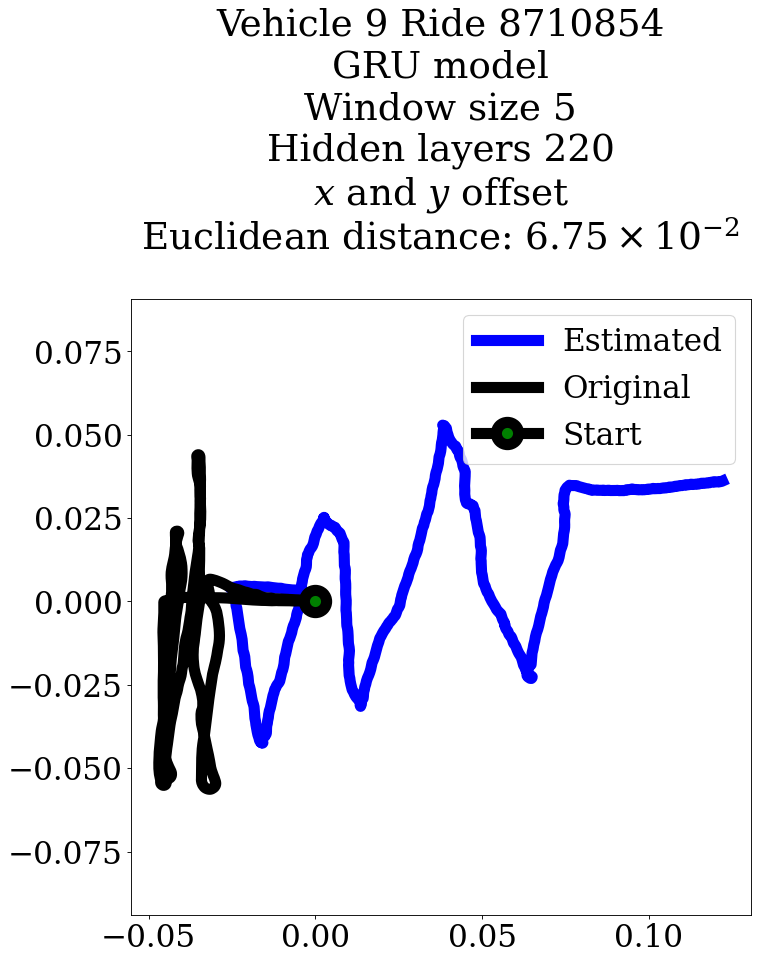 Vehicle 9 Ride 8710854
GRU model
Window size 5
Hidden layers 220
x and y offset
Euclidean distance: 6.75 × 10⁻²
Estimated
Original
Start
0.075
0.050
0.025
0.000
−0.025
−0.050
−0.075
−0.05 0.00 0.05 0.10